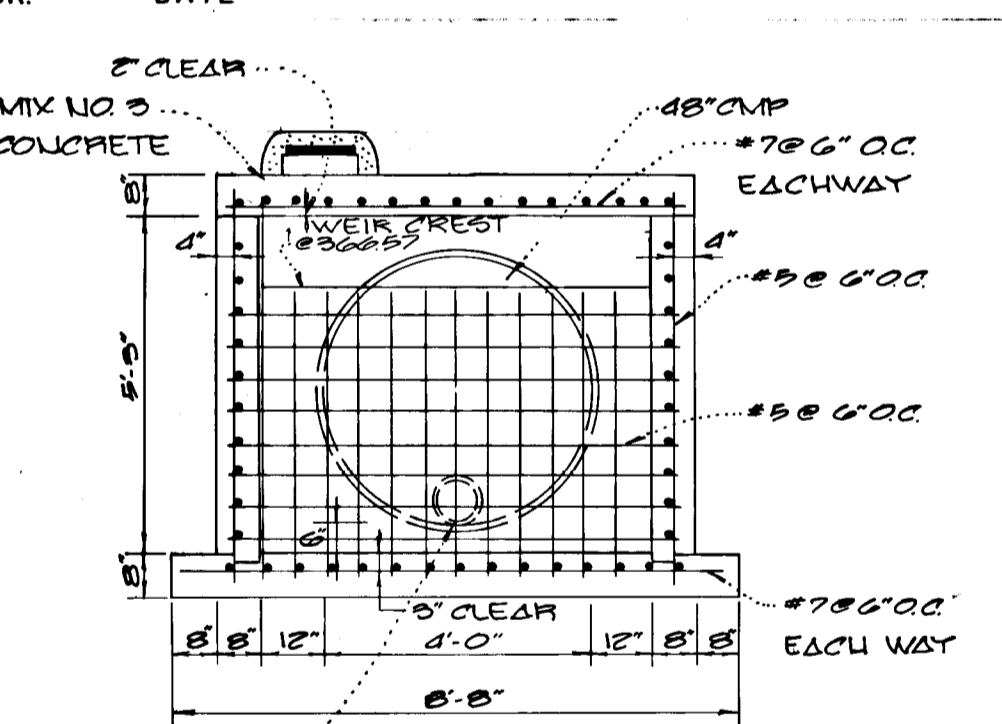 DATE
2" CLEAR
MIX NO. 3
CONCRETE
48" CMP
#7@ 6" O.C.
EACHWAY
8"
WEIR CREST
@366.57
4"
4"
#5@ 6" O.C.
5'-3"
#5@ 6" O.C.
6"
8"
3" CLEAR
#7@6" O.C.
EACH WAY
8" 8" 12" 4'-0" 12" 8" 8"
8'-8"